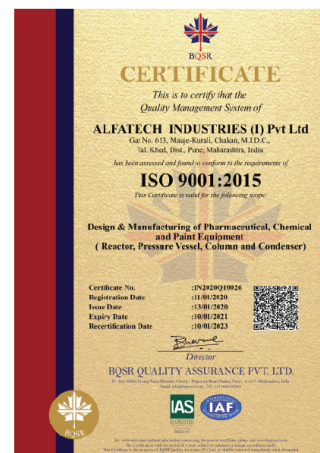 BQSR
CERTIFICATE
This is to certify that the
Quality Management System of
ALFATECH INDUSTRIES (I) Pvt Ltd
Gat No. 613, Mauje-Kurali, Chakan, M.I.D.C.,
Tal. Khed, Dist., Pune, Maharashtra, India
has been assessed and found to conform to the requirements of
ISO 9001:2015
This Certificate is valid for the following scope:
Design & Manufacturing of Pharmaceutical, Chemical
and Paint Equipment
( Reactor, Pressure Vessel, Column and Condenser)
Certificate No. :IN2020Q10026
Registration Date :11/01/2020
Issue Date :13/01/2020
Expiry Date :10/01/2021
Recertification Date :10/01/2023
Director
BQSR QUALITY ASSURANCE PVT. LTD.
IAS
ACCREDITED
IAF
BQSR